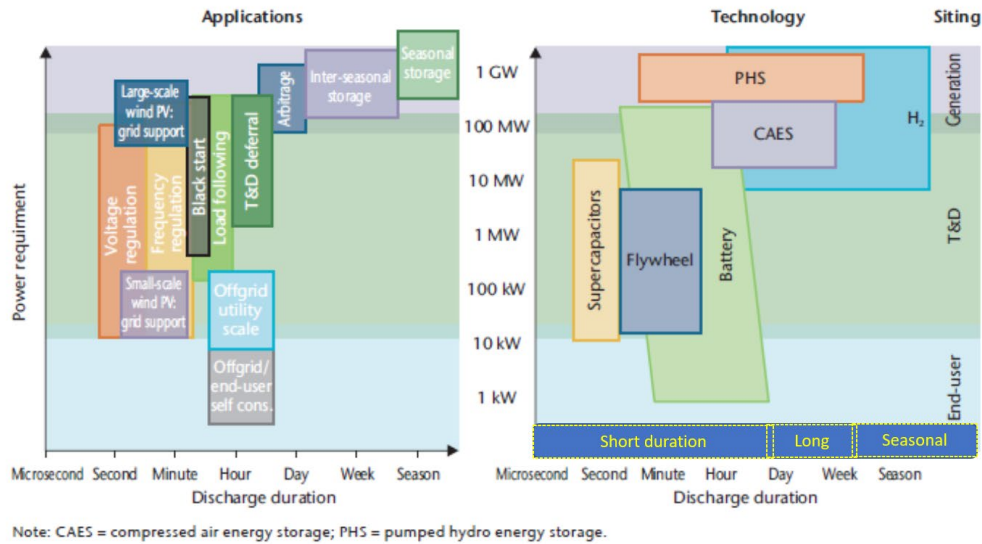 Applications
Technology
Siting
Power requirment
Large-scale
wind PV:
grid support
Voltage
regulation
Frequency
regulation
Small-scale
wind PV:
grid support
Black start
Load following
T&D deferral
Arbitrage
Inter-seasonal
storage
Seasonal
storage
Offgrid
utility
scale
Offgrid/
end-user
self cons.
Microsecond Second Minute Hour Day Week Season
Discharge duration
1 GW
100 MW
10 MW
1 MW
100 kW
10 kW
1 kW
PHS
CAES
H₂
Supercapacitors
Flywheel
Battery
Generation
T&D
End-user
Short duration
Long
Seasonal
Microsecond Second Minute Hour Day Week Season
Discharge duration
Note: CAES = compressed air energy storage; PHS = pumped hydro energy storage.